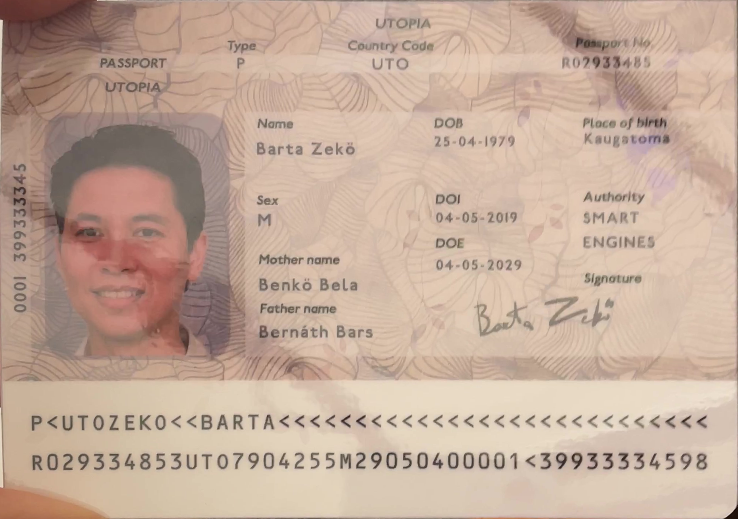 UTOPIA
PASSPORT
UTOPIA
Type
P
Country Code
UTO
Passport No.
R02933485
Name
Barta Zekö
DOB
25-04-1979
Place of birth
Kaugatoma
Sex
M
DOI
04-05-2019
Authority
SMART
ENGINES
DOE
04-05-2029
Mother name
Benkö Bela
Father name
Bernáth Bars
Signature
Barta Zekö
0001 399333345
P<UTOZEKO<<BARTA<<<<<<<<<<<<<<<<<<<<<<<<<<<<
R029334853UTO7904255M29050400001<39933334598